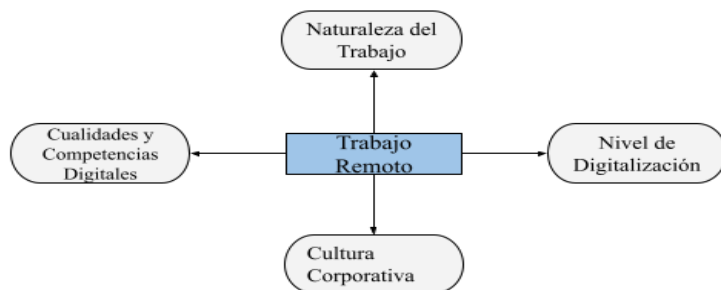 Naturaleza del
Trabajo
Cualidades y
Competencias
Digitales
Trabajo
Remoto
Nivel de
Digitalización
Cultura
Corporativa